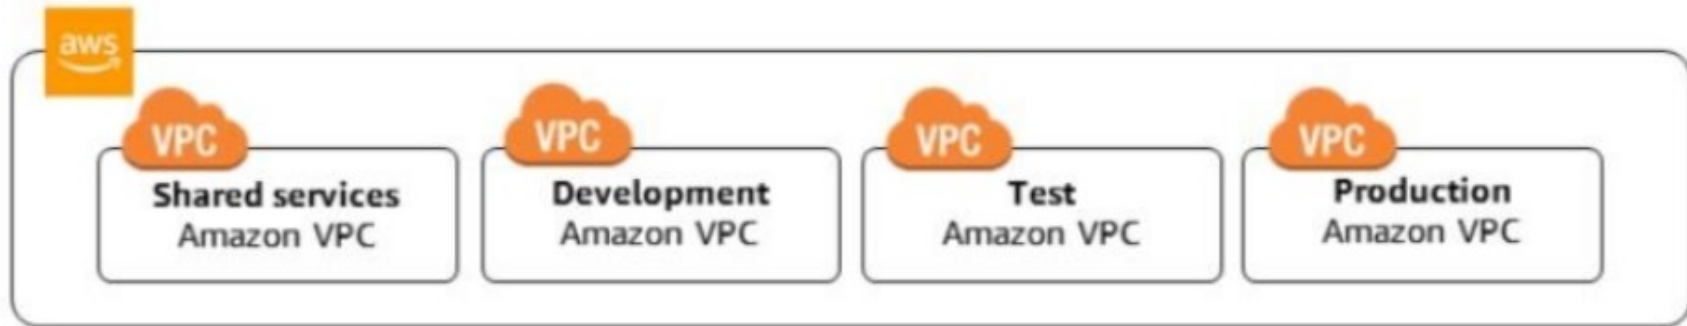 aws
VPC
Shared services
Amazon VPC
VPC
Development
Amazon VPC
VPC
Test
Amazon VPC
VPC
Production
Amazon VPC